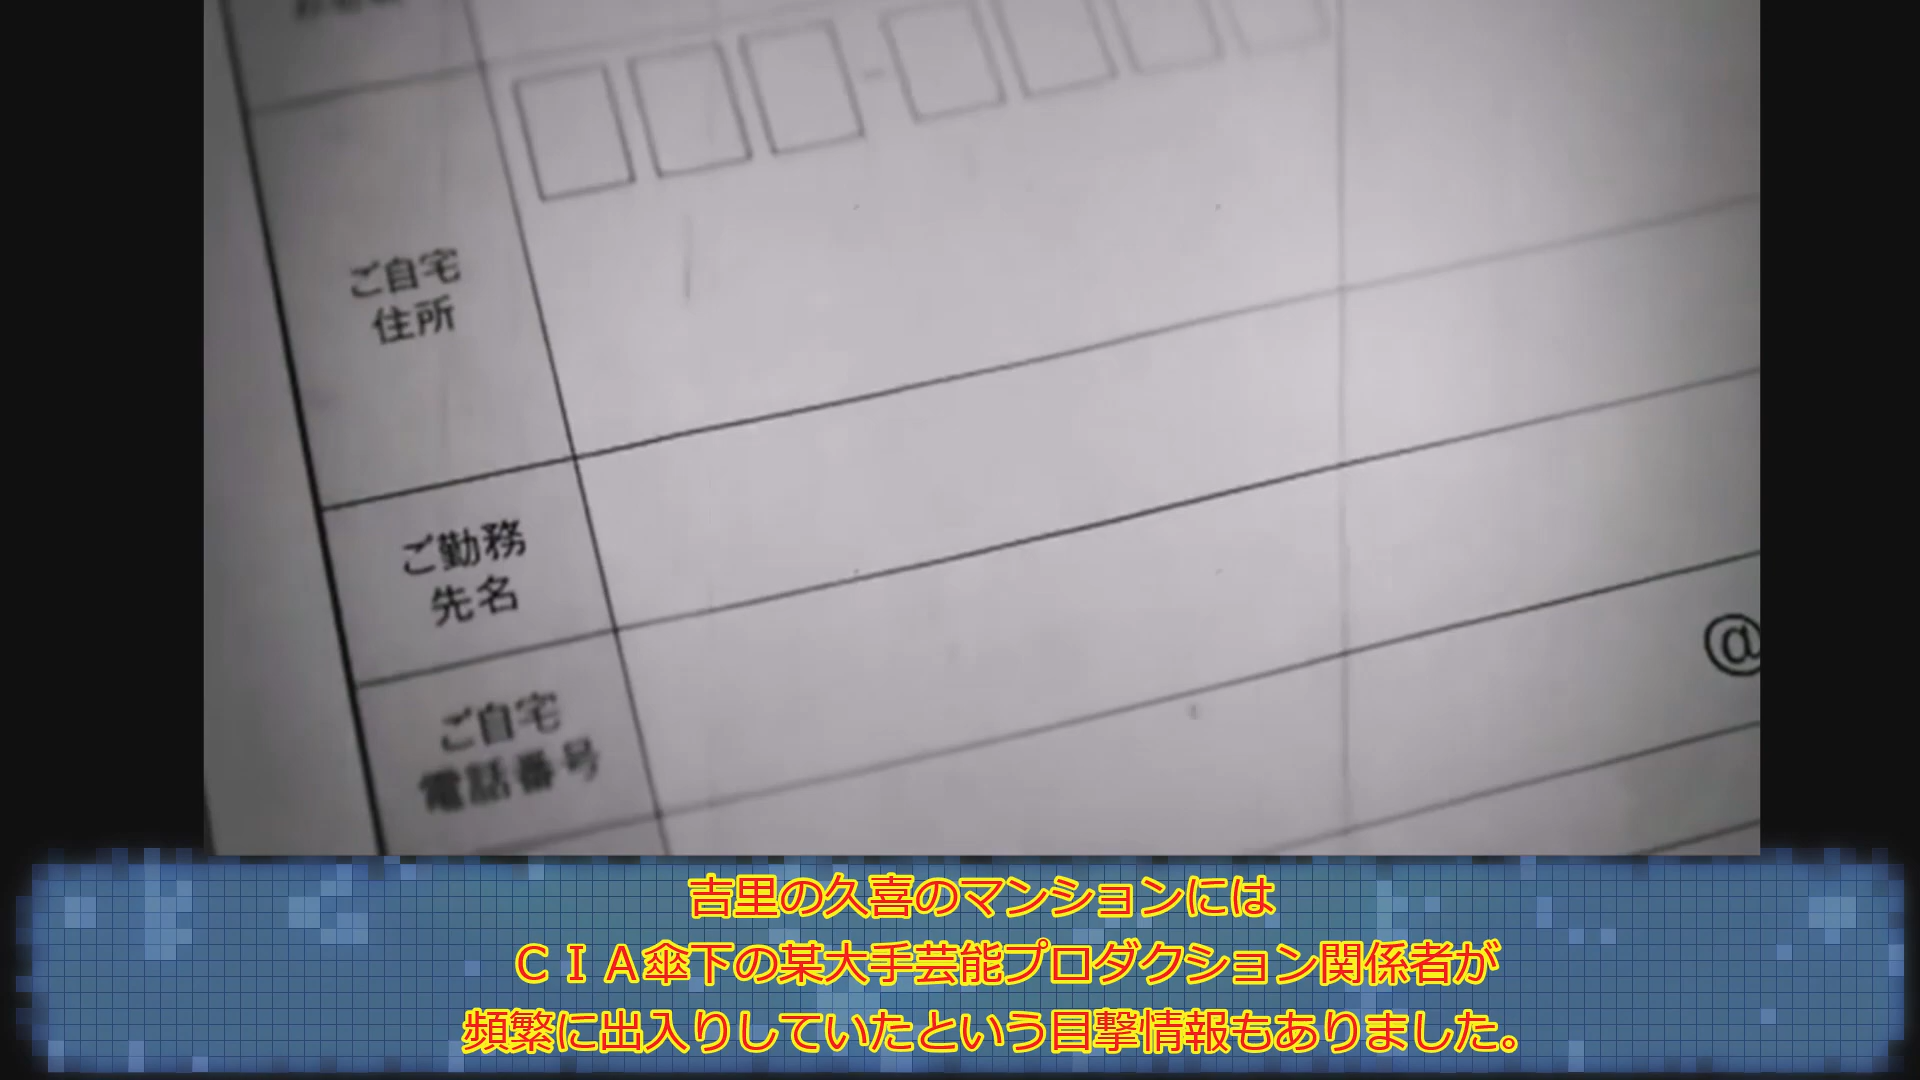 ご自宅
住所
ご勤務
先名
ご自宅
電話番号
@
吉里の久喜のマンションには
ＣＩＡ傘下の某大手芸能プロダクション関係者が
頻繁に出入りしていたという目撃情報もありました。